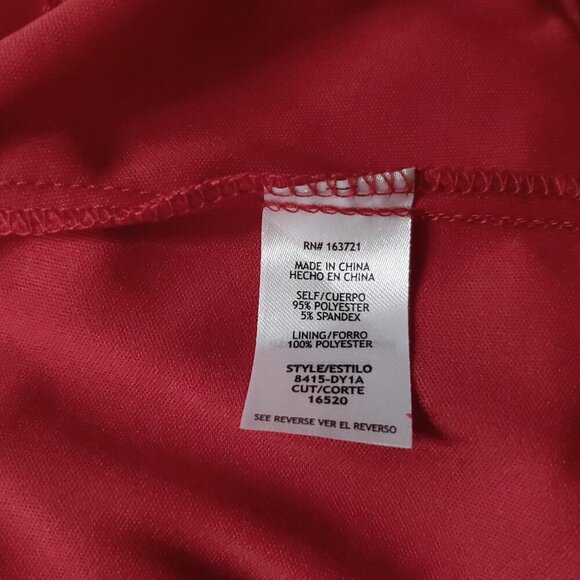 RN# 163721
MADE IN CHINA
HECHO EN CHINA
SELF/CUERPO
95% POLYESTER
5% SPANDEX
LINING/FORRO
100% POLYESTER
STYLE/ESTILO
8415-DY1A
CUT/CORTE
16520
SEE REVERSE VER EL REVERSO